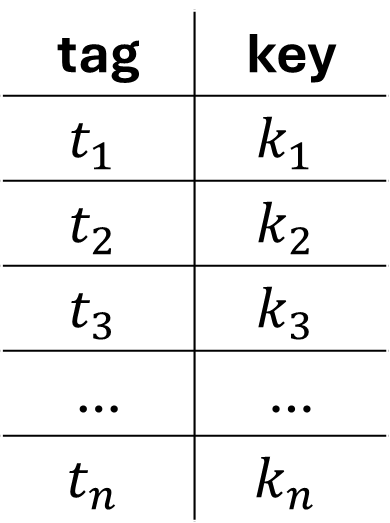 tag key
t₁ k₁
t₂ k₂
t₃ k₃
... ...
tₙ kₙ